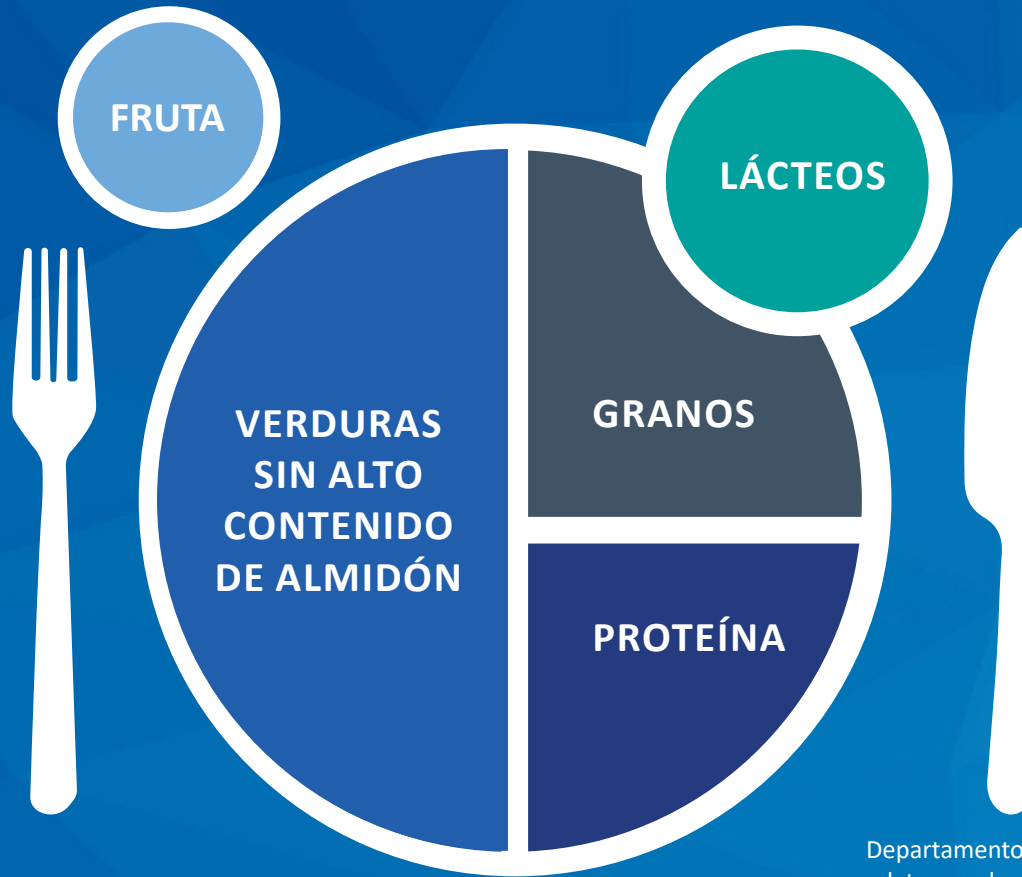 FRUTA
LÁCTEOS
VERDURAS
SIN ALTO
CONTENIDO
DE ALMIDÓN
GRANOS
PROTEÍNA
Departamento